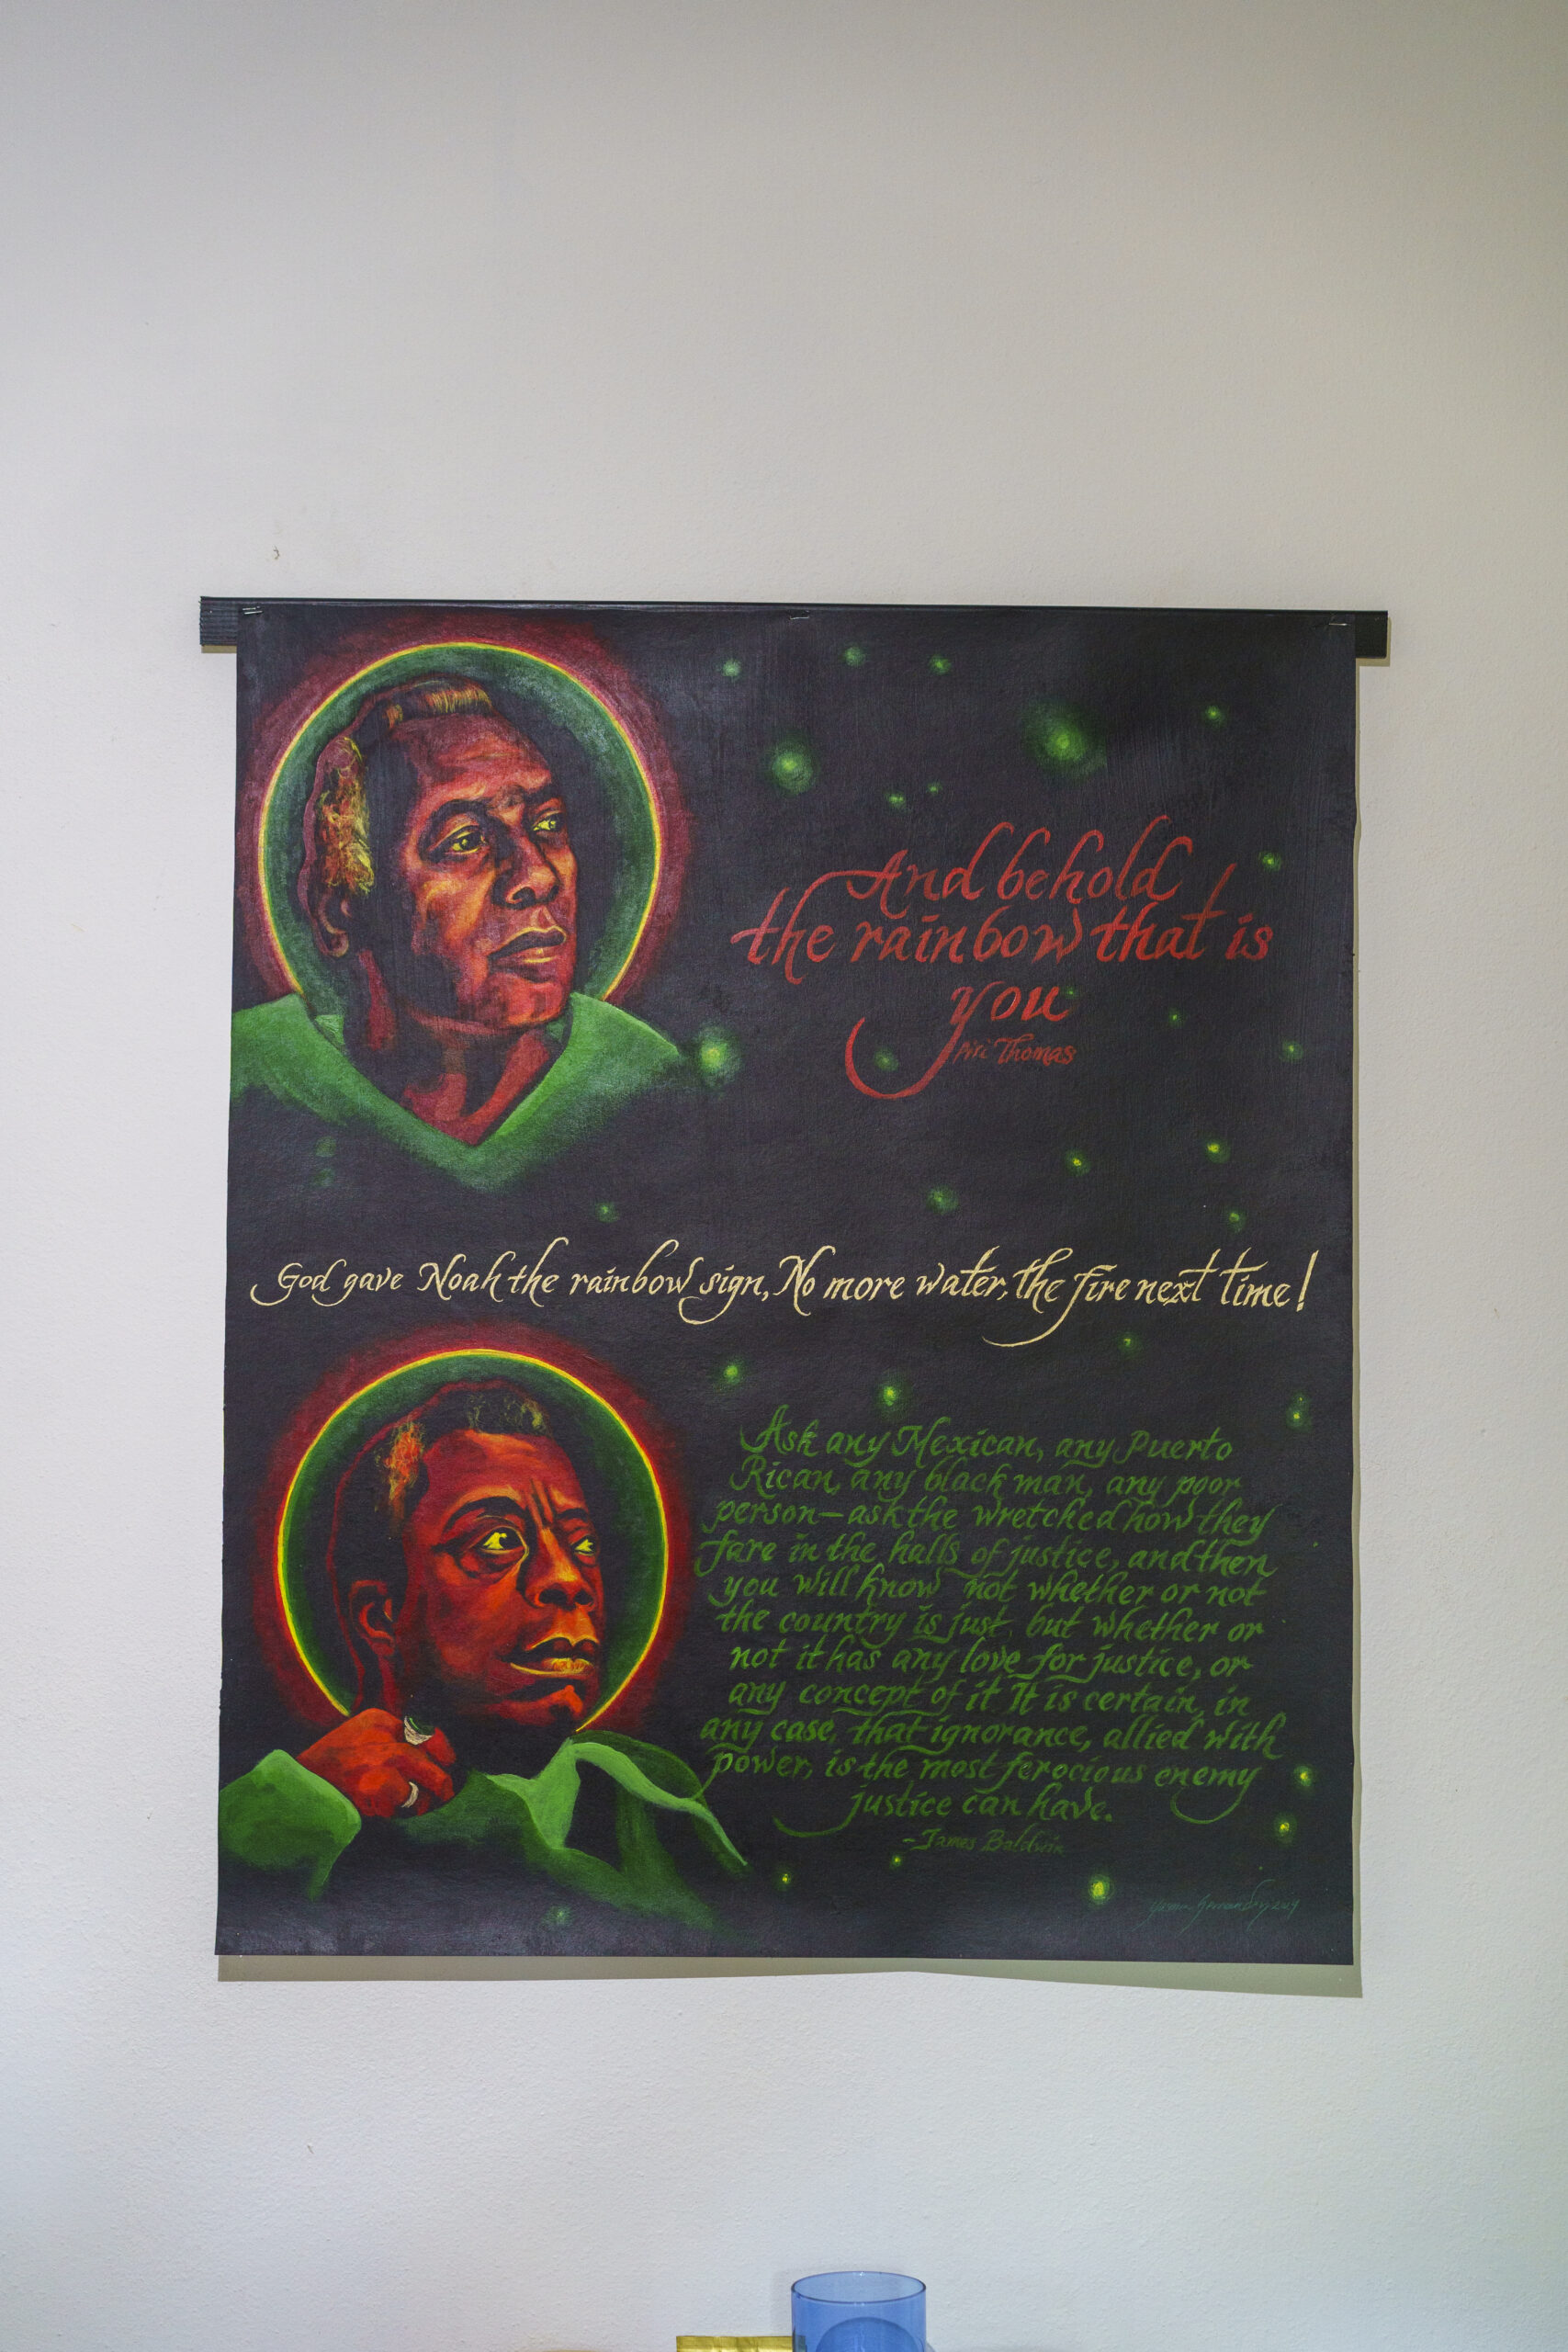 And behold
the rainbow that is
you
Piri Thomas
God gave Noah the rainbow sign, No more water, the fire next time!
Ask any Mexican, any Puerto
Rican, any black man, any poor
person—ask the wretched how they
fare in the halls of justice, and then
you will know not whether or not
the country is just, but whether or
not it has any love for justice, or
any concept of it It is certain, in
any case, that ignorance, allied with
power, is the most ferocious enemy
justice can have.
-James Baldwin